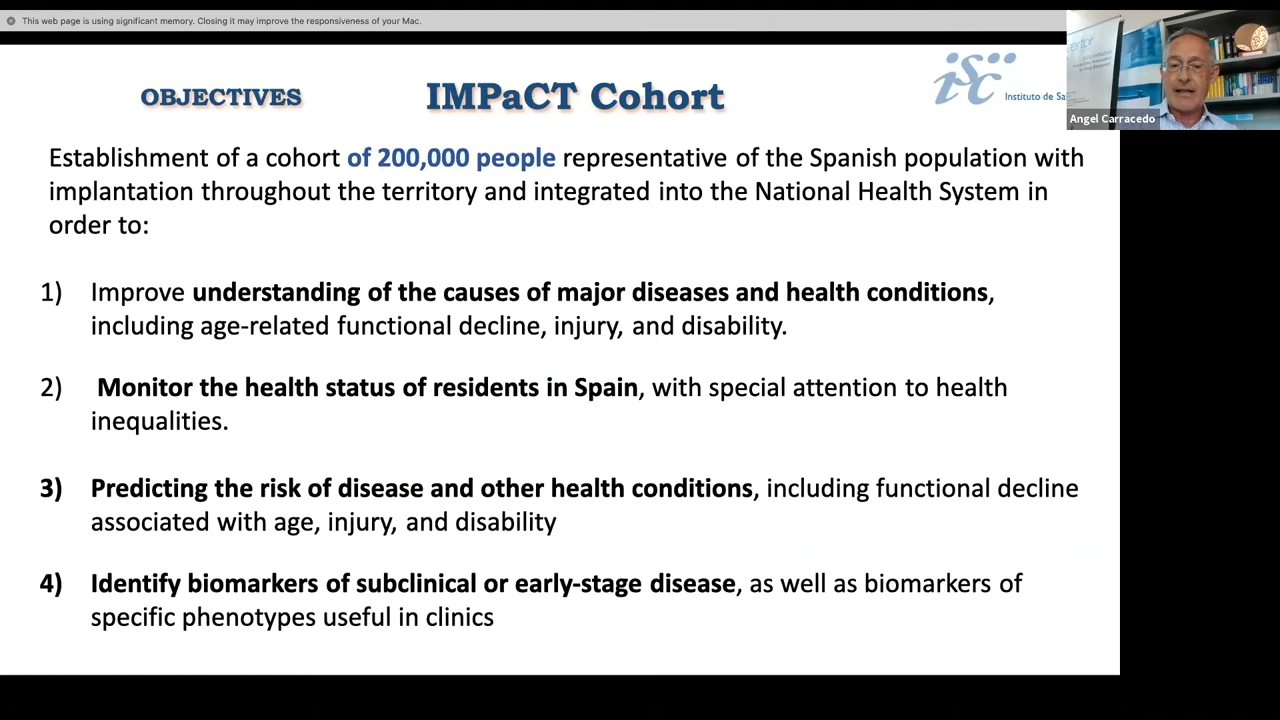 This web page is using significant memory. Closing it may improve the responsiveness of your Mac.
OBJECTIVES
IMPaCT Cohort
isc
Instituto de
Angel Carracedo
Establishment of a cohort of 200,000 people representative of the Spanish population with
implantation throughout the territory and integrated into the National Health System in
order to:
1) Improve understanding of the causes of major diseases and health conditions,
including age-related functional decline, injury, and disability.
2) Monitor the health status of residents in Spain, with special attention to health
inequalities.
3) Predicting the risk of disease and other health conditions, including functional decline
associated with age, injury, and disability
4) Identify biomarkers of subclinical or early-stage disease, as well as biomarkers of
specific phenotypes useful in clinics